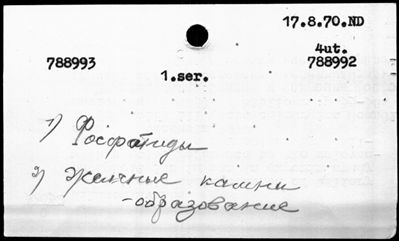 17.8.70.ND
4ut.
788993
788992
1.ser.
1) Фосфатиды
2) Желчные камни
-образование